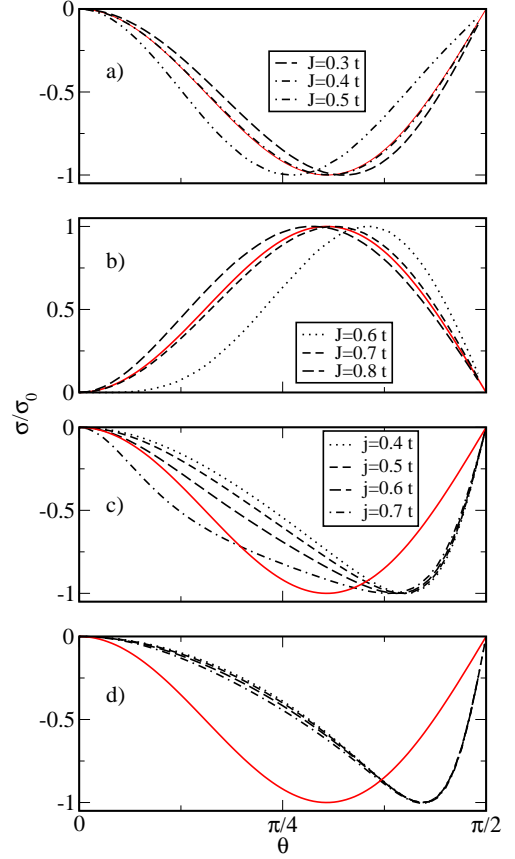 0
-0.5
-1
a)
J=0.3 t
J=0.4 t
J=0.5 t
1
0.5
0
b)
J=0.6 t
J=0.7 t
J=0.8 t
σ/σ₀
0
-0.5
-1
c)
j=0.4 t
j=0.5 t
j=0.6 t
j=0.7 t
0
-0.5
-1
d)
0
π/4
π/2
θ